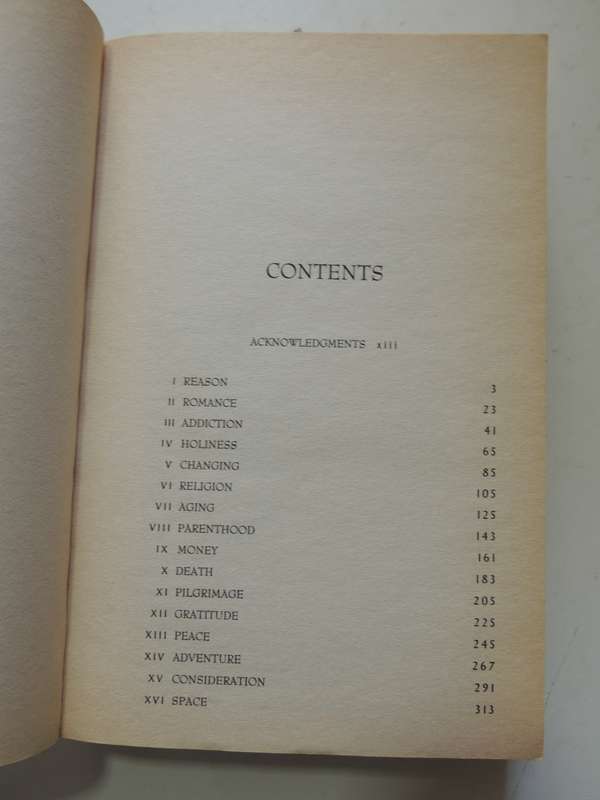 CONTENTS
ACKNOWLEDGMENTS xiii
I REASON 3
II ROMANCE 23
III ADDICTION 41
IV HOLINESS 65
V CHANGING 85
VI RELIGION 105
VII AGING 125
VIII PARENTHOOD 143
IX MONEY 161
X DEATH 183
XI PILGRIMAGE 205
XII GRATITUDE 225
XIII PEACE 245
XIV ADVENTURE 267
XV CONSIDERATION 291
XVI SPACE 313